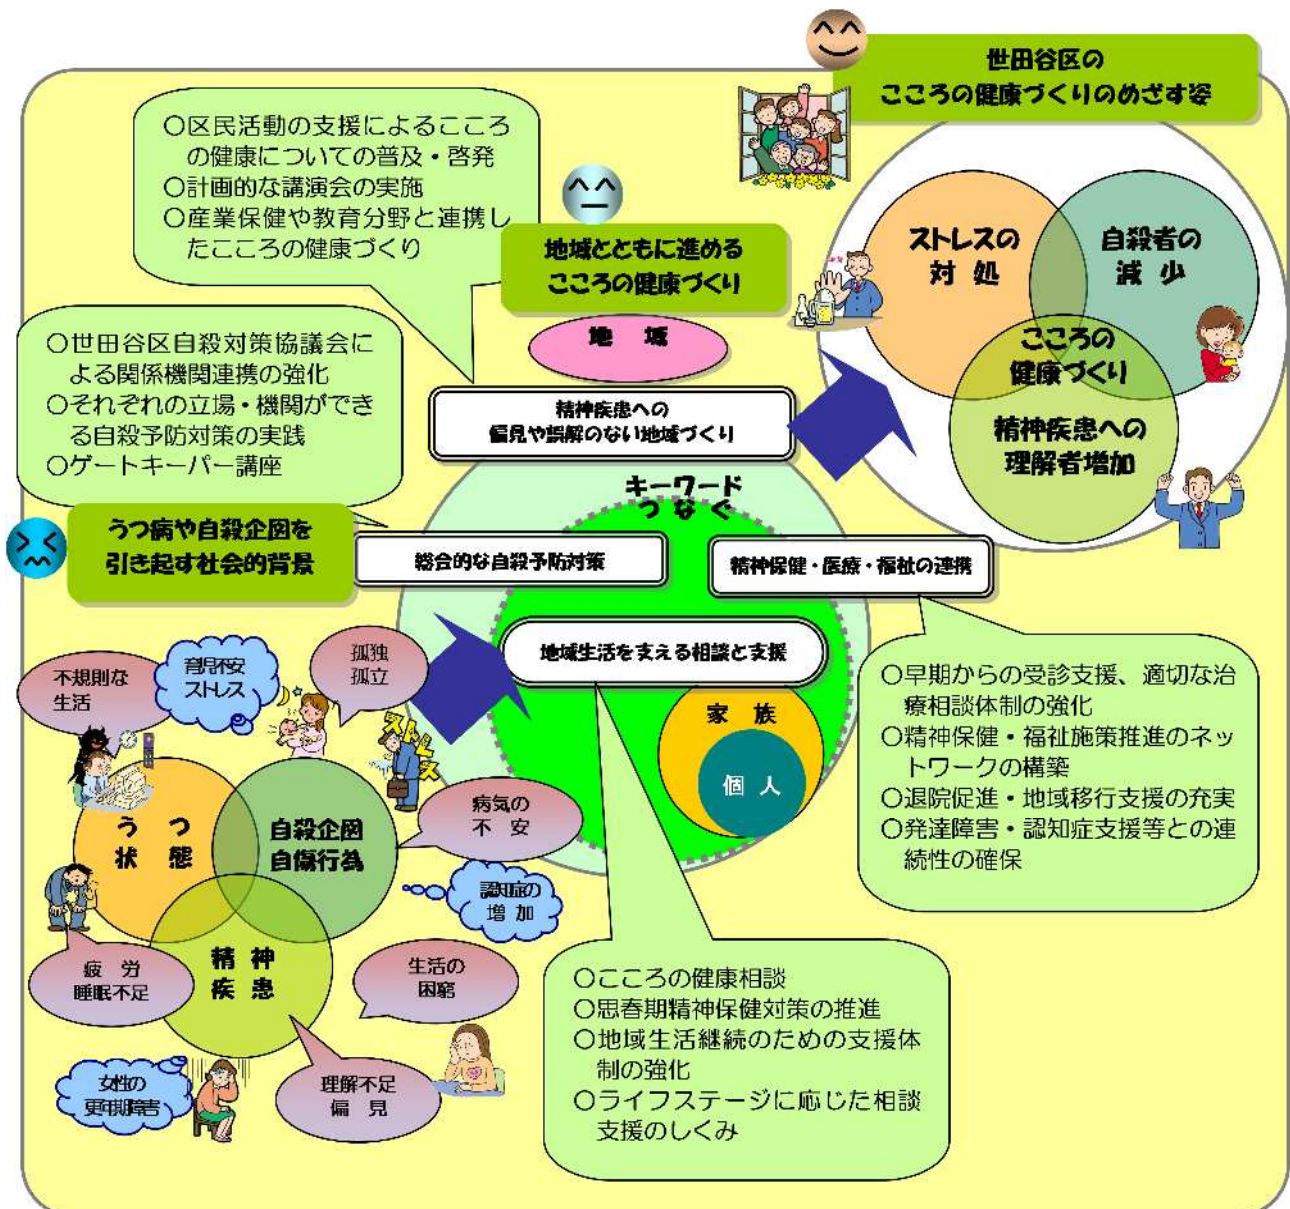 世田谷区の
こころの健康づくりのめざす姿
〇区民活動の支援によるこころ
の健康についての普及・啓発
〇計画的な講演会の実施
〇産業保健や教育分野と連携し
たこころの健康づくり
地域とともに進める
こころの健康づくり
地 域
ストレスの
対 処
自殺者の
減 少
こころの
健康づくり
精神疾患への
理解者増加
〇世田谷区自殺対策協議会に
よる関係機関連携の強化
〇それぞれの立場・機関ができ
る自殺予防対策の実践
〇ゲートキーパー講座
精神疾患への
偏見や誤解のない地域づくり
キーワード
つなぐ
うつ病や自殺企図を
引き起す社会的背景
総合的な自殺予防対策
精神保健・医療・福祉の連携
地域生活を支える相談と支援
家 族
個 人
不規則な
生活
育児不安
ストレス
孤独
孤立
ストレス
病気の
不 安
う つ
状 態
自殺企図
自傷行為
精 神
疾 患
認知症の
増 加
疲 労
睡眠不足
生活の
困窮
女性の
更年期障害
理解不足
偏 見
〇早期からの受診支援、適切な治
療相談体制の強化
〇精神保健・福祉施策推進のネッ
トワークの構築
〇退院促進・地域移行支援の充実
〇発達障害・認知症支援等との連
続性の確保
〇こころの健康相談
〇思春期精神保健対策の推進
〇地域生活継続のための支援体
制の強化
〇ライフステージに応じた相談
支援のしくみ